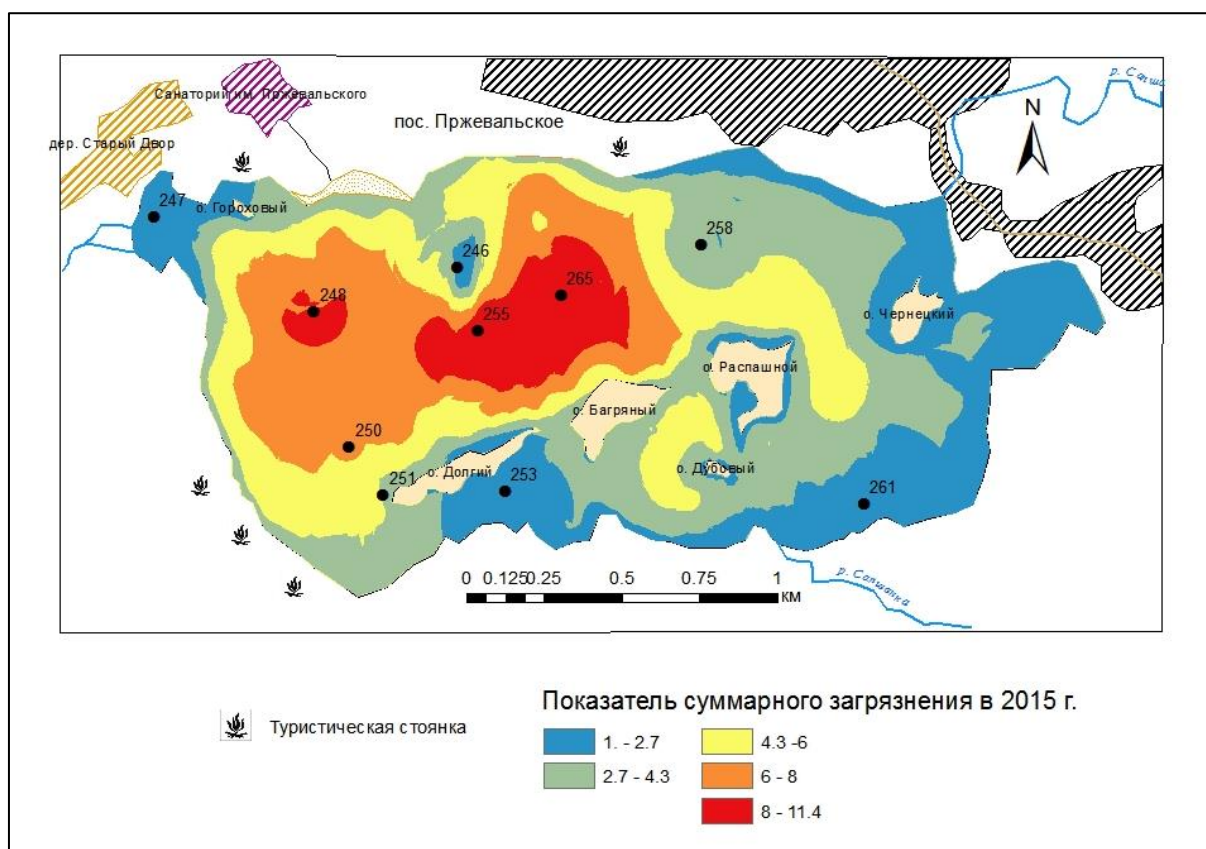 р. Сапша
Санаторий им. Пржевальского
N
пос. Пржевальское
дер. Старый Двор
247
о. Гороховый
258
246
265
248
255
о. Чернецкий
о. Распашной
о. Багряный
250
251
о. Долгий
о. Дубовый
253
261
0 0.125 0.25 0.5 0.75 1
КМ
р. Сапшанка
Показатель суммарного загрязнения в 2015 г.
Туристическая стоянка
1. - 2.7
4.3 -6
2.7 - 4.3
6 - 8
8 - 11.4